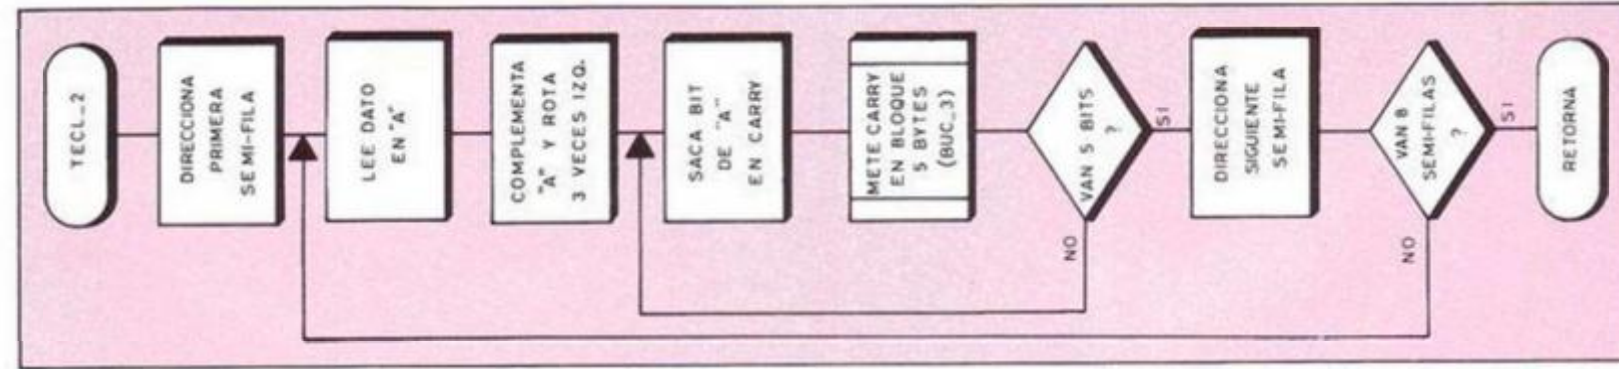 TECL_2
DIRECCIONA
PRIMERA
SEMI-FILA
LEE DATO
EN "A"
COMPLEMENTA
"A" Y ROTA
3 VECES IZQ.
SACA BIT
DE "A"
EN CARRY
METE CARRY
EN BLOQUE
5 BYTES
(BUC_3)
VAN 5 BITS
?
NO
SI
DIRECCIONA
SIGUIENTE
SEMI-FILA
VAN 8
SEMI-FILAS
?
NO
SI
RETORNA